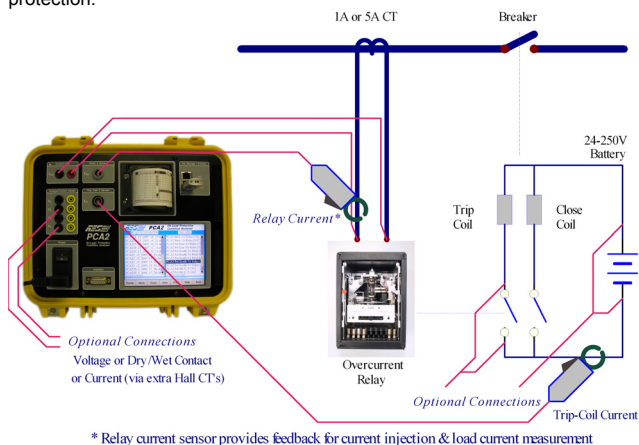 protection.
1A or 5A CT
Breaker
24-250V
Battery
Relay Current*
Trip
Coil
Close
Coil
PCA2
Optional Connections
Voltage or Dry/Wet Contact
or Current (via extra Hall CT's)
Overcurrent
Relay
Optional Connections
Trip-Coil Current
* Relay current sensor provides feedback for current injection & load current measurement